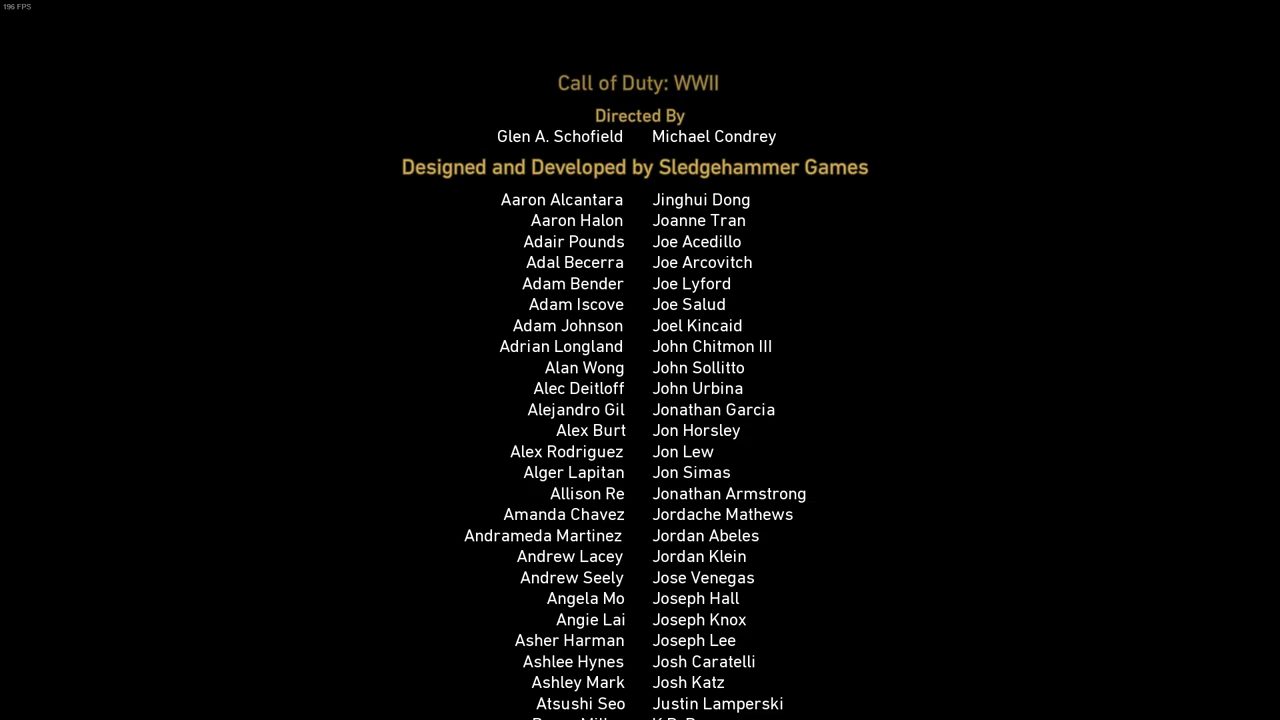 196 FPS
Call of Duty: WWII
Directed By
Glen A. Schofield Michael Condrey
Designed and Developed by Sledgehammer Games
Aaron Alcantara Jinghui Dong
Aaron Halon Joanne Tran
Adair Pounds Joe Acedillo
Adal Becerra Joe Arcovitch
Adam Bender Joe Lyford
Adam Iscove Joe Salud
Adam Johnson Joel Kincaid
Adrian Longland John Chitmon III
Alan Wong John Sollitto
Alec Deitloff John Urbina
Alejandro Gil Jonathan Garcia
Alex Burt Jon Horsley
Alex Rodriguez Jon Lew
Alger Lapitan Jon Simas
Allison Re Jonathan Armstrong
Amanda Chavez Jordache Mathews
Andrameda Martinez Jordan Abeles
Andrew Lacey Jordan Klein
Andrew Seely Jose Venegas
Angela Mo Joseph Hall
Angie Lai Joseph Knox
Asher Harman Joseph Lee
Ashlee Hynes Josh Caratelli
Ashley Mark Josh Katz
Atsushi Seo Justin Lamperski